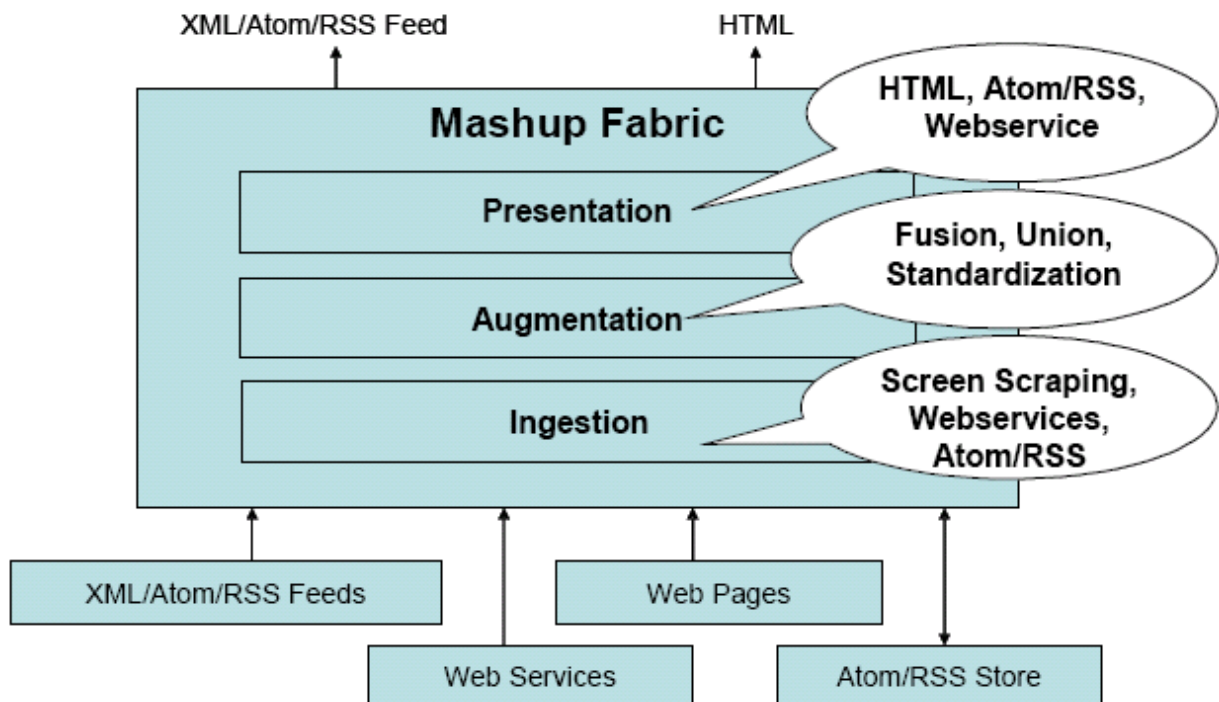 XML/Atom/RSS Feed
HTML
Mashup Fabric
HTML, Atom/RSS,
Webservice
Presentation
Fusion, Union,
Standardization
Augmentation
Screen Scraping,
Webservices,
Atom/RSS
Ingestion
XML/Atom/RSS Feeds
Web Pages
Web Services
Atom/RSS Store